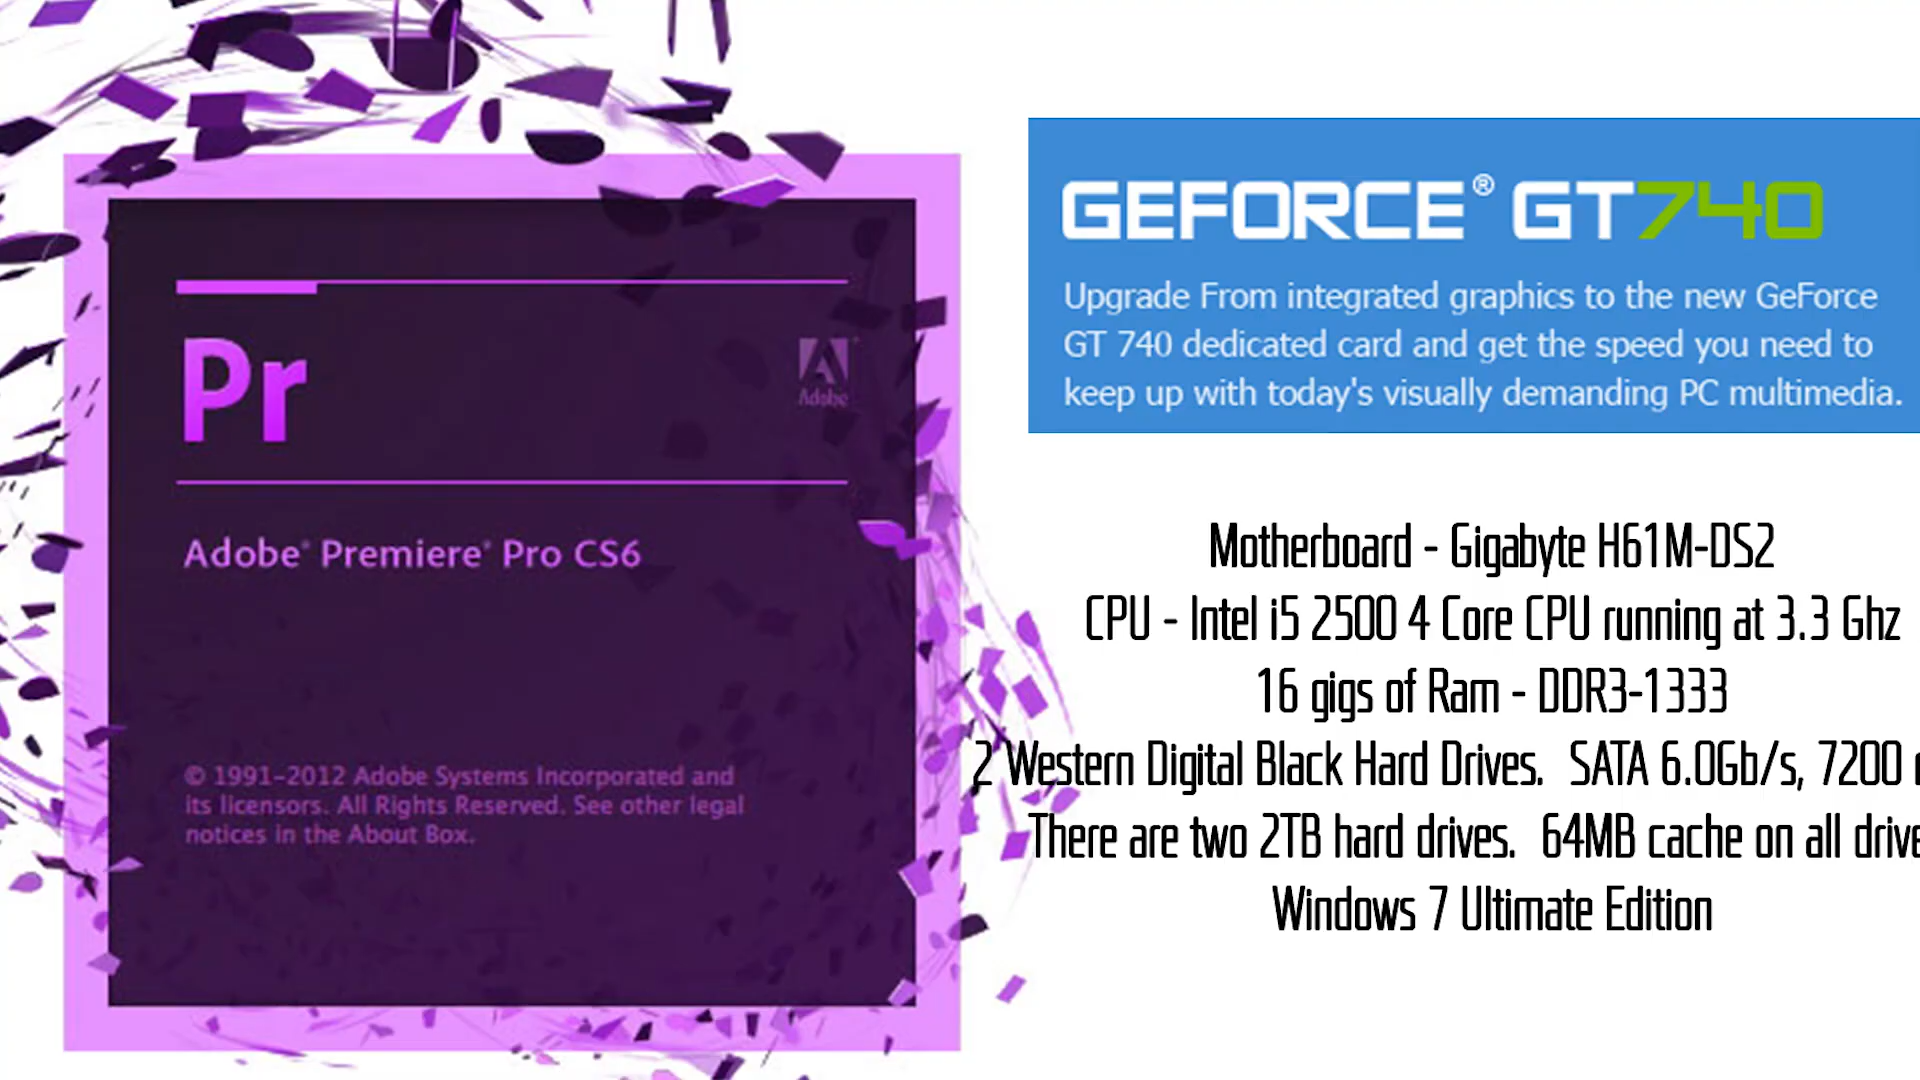 Pr
Adobe
Adobe® Premiere® Pro CS6
© 1991-2012 Adobe Systems Incorporated and
its licensors. All Rights Reserved. See other legal
notices in the About Box.
GEFORCE® GT740
Upgrade From integrated graphics to the new GeForce
GT 740 dedicated card and get the speed you need to
keep up with today's visually demanding PC multimedia.
Motherboard - Gigabyte H61M-DS2
CPU - Intel i5 2500 4 Core CPU running at 3.3 Ghz
16 gigs of Ram - DDR3-1333
2 Western Digital Black Hard Drives. SATA 6.0Gb/s, 7200
There are two 2TB hard drives. 64MB cache on all drive
Windows 7 Ultimate Edition